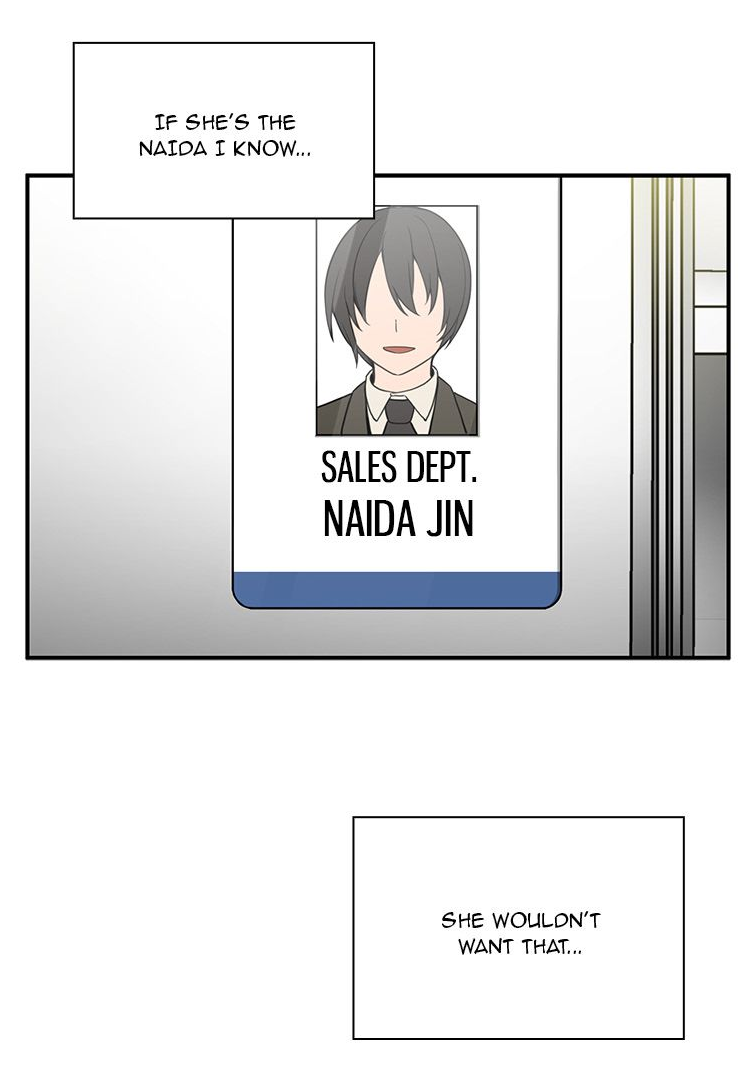 IF SHE'S THE
NAIDA I KNOW...
SALES DEPT.
NAIDA JIN
SHE WOULDN'T
WANT THAT...